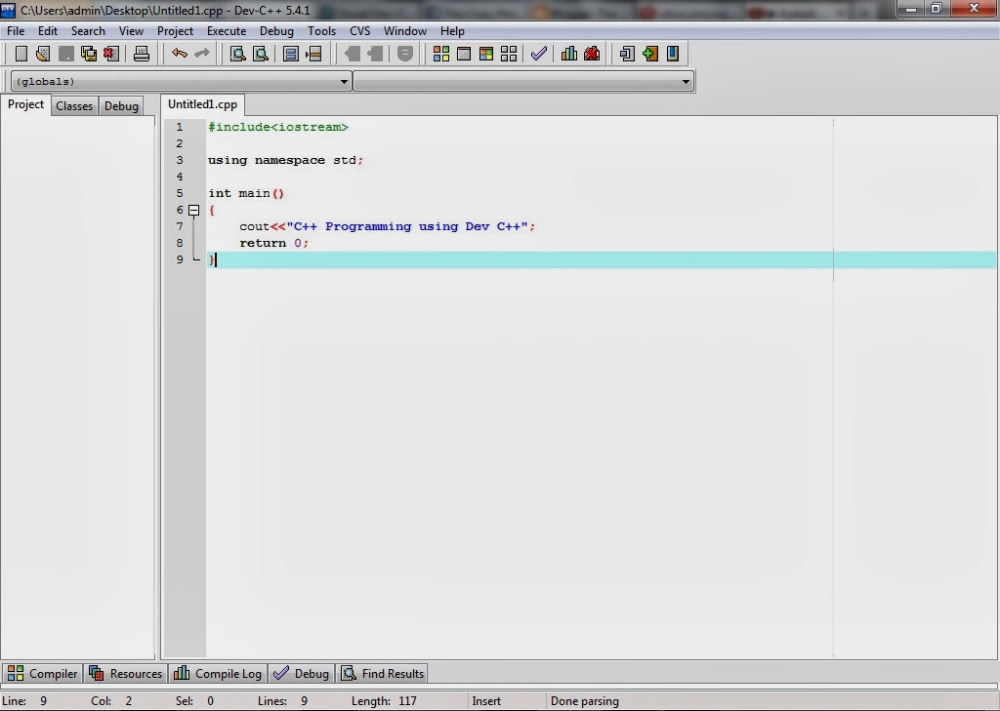 C:\Users\admin\Desktop\Untitled1.cpp - Dev-C++ 5.4.1
File Edit Search View Project Execute Debug Tools CVS Window Help
(globals)
Project Classes Debug
Untitled1.cpp
1 #include<iostream>
2
3 using namespace std;
4
5 int main()
6 {
7 cout<<"C++ Programming using Dev C++";
8 return 0;
9 }
Compiler Resources Compile Log Debug Find Results
Line: 9 Col: 2 Sel: 0 Lines: 9 Length: 117 Insert Done parsing